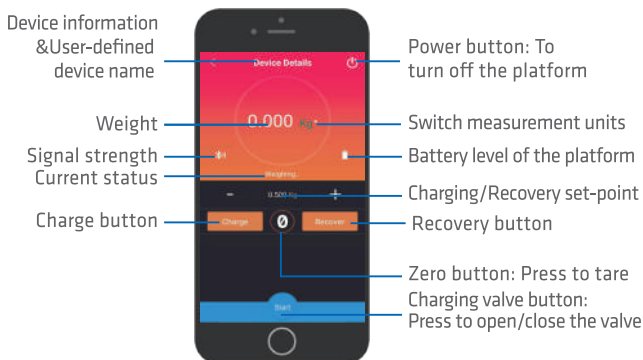 Device information
&User-defined
device name
Weight
Signal strength
Current status
Charge button
Device Details
0.000 Kg
Weighing..
- 0.500 Kg +
Charge
0
Recover
Start
Power button: To
turn off the platform
Switch measurement units
Battery level of the platform
Charging/Recovery set-point
Recovery button
Zero button: Press to tare
Charging valve button:
Press to open/close the valve